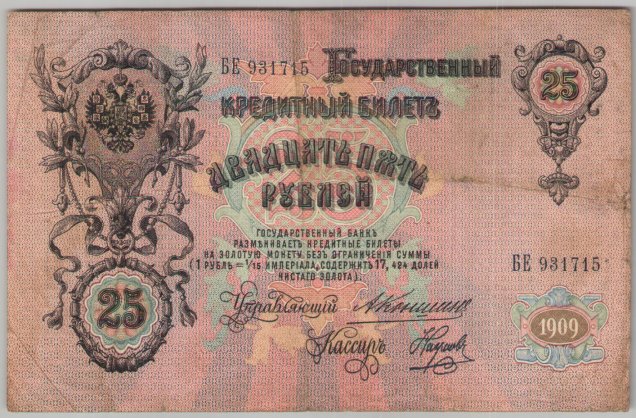 БЕ 931715 Государственный
25
кредитный билетъ
двадцать пять
рублей
Государственный банкъ
размѣниваетъ кредитные билеты
на золотую монету безъ ограниченія суммы
(1 рубль = 1/15 имперіала, содержитъ 17,424 долей
чистаго золота).
БЕ 931715
25
Управляющій
1909
Кассиръ